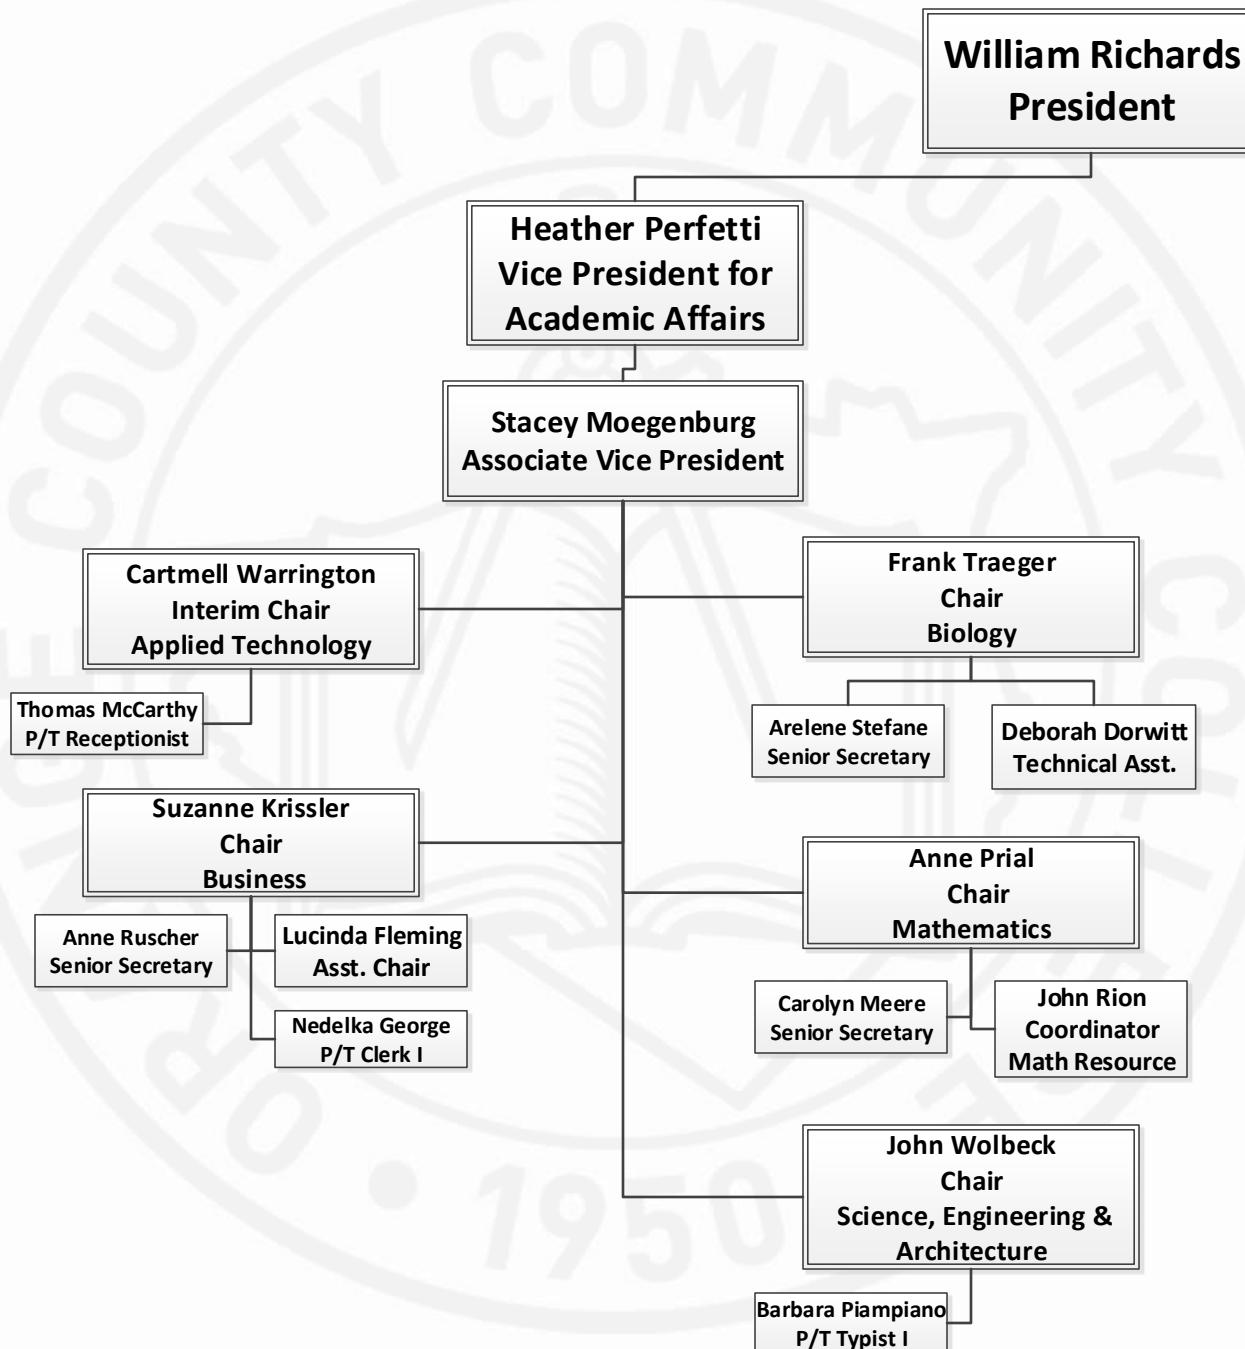 William Richards
President
Heather Perfetti
Vice President for
Academic Affairs
Stacey Moegenburg
Associate Vice President
Cartmell Warrington
Interim Chair
Applied Technology
Thomas McCarthy
P/T Receptionist
Frank Traeger
Chair
Biology
Arelene Stefane
Senior Secretary
Deborah Dorwitt
Technical Asst.
Suzanne Krissler
Chair
Business
Anne Ruscher
Senior Secretary
Lucinda Fleming
Asst. Chair
Nedelka George
P/T Clerk I
Anne Prial
Chair
Mathematics
Carolyn Meere
Senior Secretary
John Rion
Coordinator
Math Resource
John Wolbeck
Chair
Science, Engineering &
Architecture
Barbara Piampiano
P/T Typist I
COUNTY COMMUNITY
1950